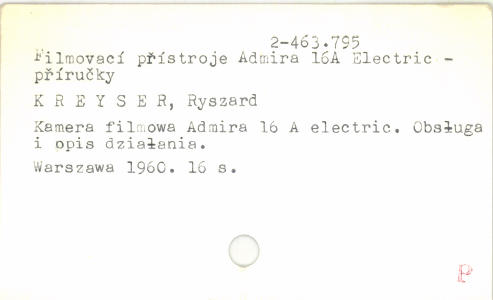 2-463.795
Filmovací přístroje Admira 16A Electric -
příručky
K R E Y S E R, Ryszard
Kamera filmowa Admira 16 A electric. Obsługa
i opis działania.
Warszawa 1960. 16 s.
P